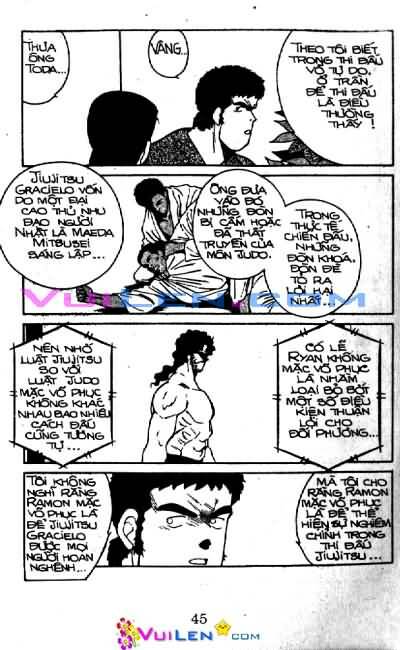 THEO TÔI BIẾT,
TRONG THI ĐẤU
VÕ TỰ DO,
Ở TRẦN
ĐỂ THI ĐẤU
LÀ ĐIỀU
THƯỜNG
THẤY!
VÂNG...
THƯA
ÔNG
TODA...
TRONG
THỰC TẾ
CHIẾN ĐẤU,
NHỮNG
ĐÒN KHOÁ,
ĐÒN ĐÈ
TỎ RA
LỢI HẠI
NHẤT...
ÔNG ĐƯA
VÀO ĐÓ
NHỮNG ĐÒN
BỊ CẤM HOẶC
ĐÃ THẤT
TRUYỀN CỦA
MÔN JUDO.
JIUJITSU
GRACIELO VỐN
DO MỘT ĐẠI
CAO THỦ NHU
ĐẠO NGƯỜI
NHẬT LÀ MAEDA
MITSUSEI
SÁNG LẬP...
VUILEN.COM
CÓ LẼ
RYAN KHÔNG
MẶC VÕ PHỤC
LÀ NHẰM
LOẠI BỎ BỚT
MỘT SỐ ĐIỀU
KIỆN THUẬN
LỢI CHO
ĐỐI PHƯƠNG...
NÊN NHỚ
LUẬT JIUJITSU
SO VỚI
LUẬT JUDO
MẶC VÕ PHỤC
KHÔNG KHÁC
NHAU BAO NHIÊU
CÁCH ĐẤU
CŨNG TƯƠNG
TỰ...
MÀ TÔI CHO
RẰNG RAMON
MẶC VÕ PHỤC
LÀ ĐỂ THỂ
HIỆN SỰ NGHIÊM
CHỈNH TRONG
THI ĐẤU
JIUJITSU...
TÔI KHÔNG
NGHĨ RẰNG
RAMON MẶC
VÕ PHỤC LÀ
ĐỂ JIUJITSU
GRACIELO
ĐƯỢC MỌI
NGƯỜI HOAN
NGHÊNH...
45
VUILEN.COM